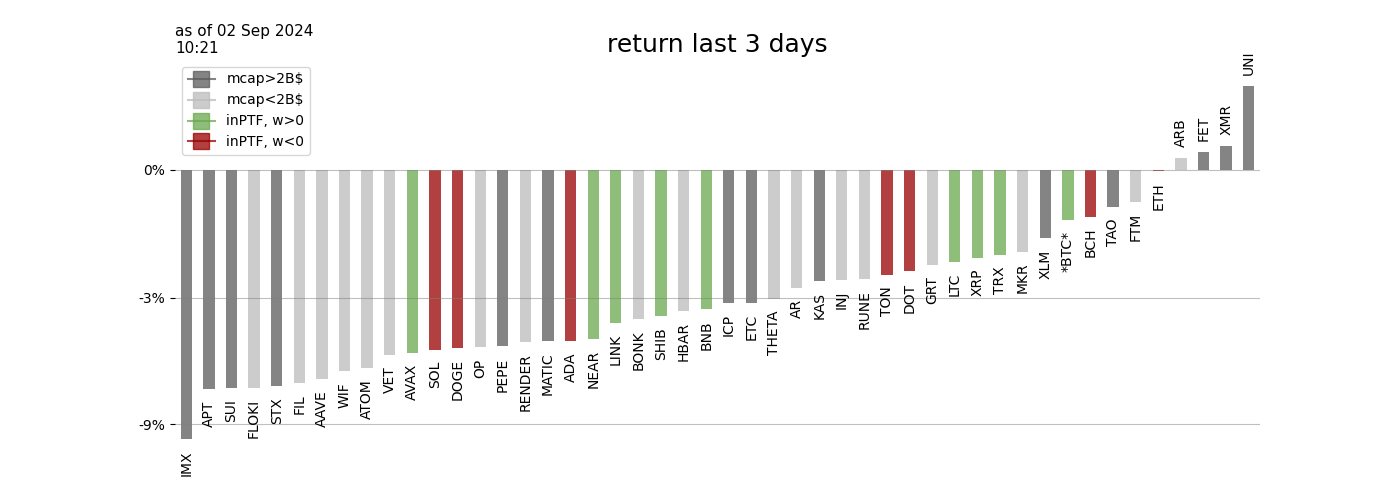 as of 02 Sep 2024
10:21
return last 3 days
mcap>2B$
mcap<2B$
inPTF, w>0
inPTF, w<0
0%
-3%
-9%
IMX
APT
SUI
FLOKI
STX
FIL
AAVE
WIF
ATOM
VET
AVAX
SOL
DOGE
OP
PEPE
RENDER
MATIC
ADA
NEAR
LINK
BONK
SHIB
HBAR
BNB
ICP
ETC
THETA
AR
KAS
INJ
RUNE
TON
DOT
GRT
LTC
XRP
TRX
MKR
XLM
*BTC*
BCH
TAO
FTM
ETH
ARB
FET
XMR
UNI